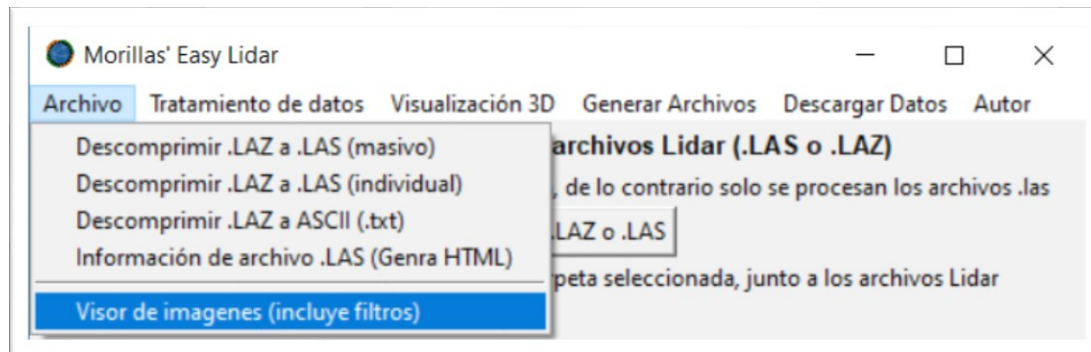 Morillas' Easy Lidar
Archivo Tratamiento de datos Visualización 3D Generar Archivos Descargar Datos Autor
Descomprimir .LAZ a .LAS (masivo)
archivos Lidar (.LAS o .LAZ)
Descomprimir .LAZ a .LAS (individual)
, de lo contrario solo se procesan los archivos .las
Descomprimir .LAZ a ASCII (.txt)
.LAZ o .LAS
Información de archivo .LAS (Genra HTML)
peta seleccionada, junto a los archivos Lidar
Visor de imagenes (incluye filtros)